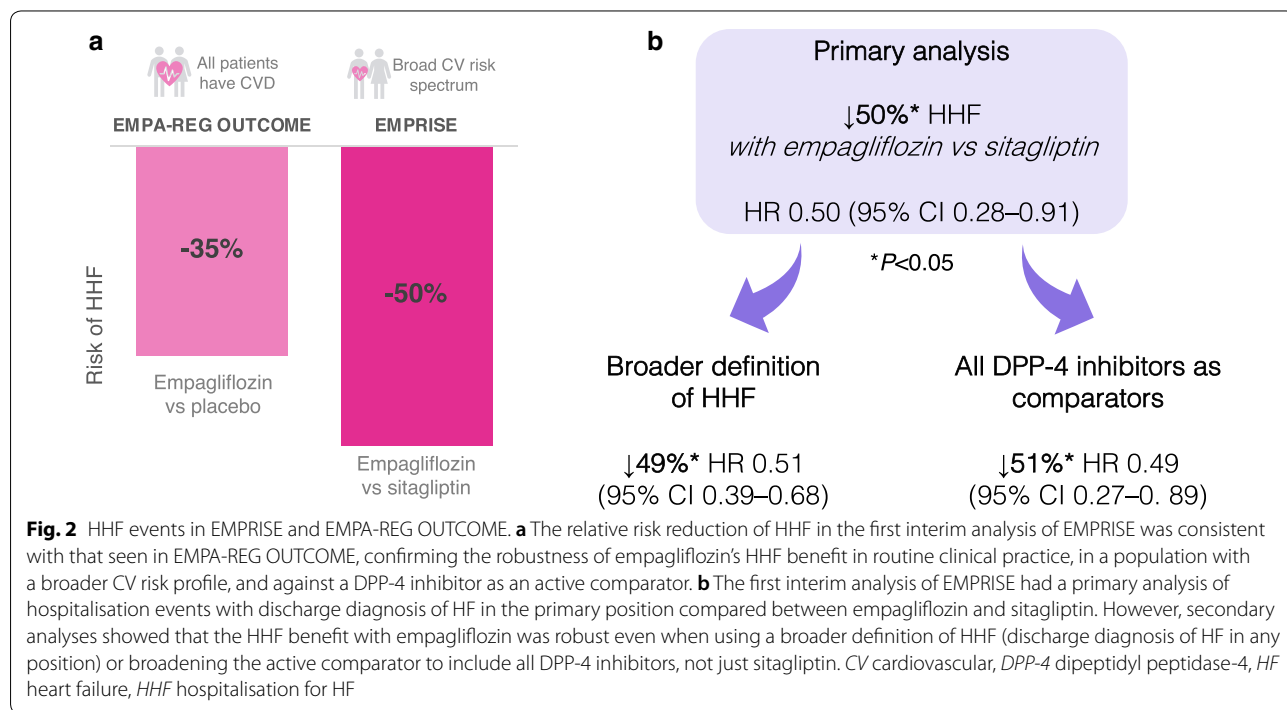 a
All patients
have CVD
EMPA-REG OUTCOME
Broad CV risk
spectrum
EMPRISE
Risk of HHF
-35%
-50%
Empagliflozin
vs placebo
Empagliflozin
vs sitagliptin
b
Primary analysis
↓50%* HHF
with empagliflozin vs sitagliptin
HR 0.50 (95% CI 0.28–0.91)
*P<0.05
Broader definition
of HHF
↓49%* HR 0.51
(95% CI 0.39–0.68)
All DPP-4 inhibitors as
comparators
↓51%* HR 0.49
(95% CI 0.27–0. 89)
Fig. 2 HHF events in EMPRISE and EMPA-REG OUTCOME. a The relative risk reduction of HHF in the first interim analysis of EMPRISE was consistent
with that seen in EMPA-REG OUTCOME, confirming the robustness of empagliflozin’s HHF benefit in routine clinical practice, in a population with
a broader CV risk profile, and against a DPP-4 inhibitor as an active comparator. b The first interim analysis of EMPRISE had a primary analysis of
hospitalisation events with discharge diagnosis of HF in the primary position compared between empagliflozin and sitagliptin. However, secondary
analyses showed that the HHF benefit with empagliflozin was robust even when using a broader definition of HHF (discharge diagnosis of HF in any
position) or broadening the active comparator to include all DPP-4 inhibitors, not just sitagliptin. CV cardiovascular, DPP-4 dipeptidyl peptidase-4, HF
heart failure, HHF hospitalisation for HF